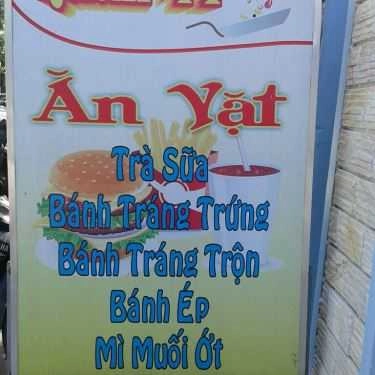 Ăn Vặt
Trà Sữa
Bánh Tráng Trứng
Bánh Tráng Trộn
Bánh Ép
Mì Muối Ớt